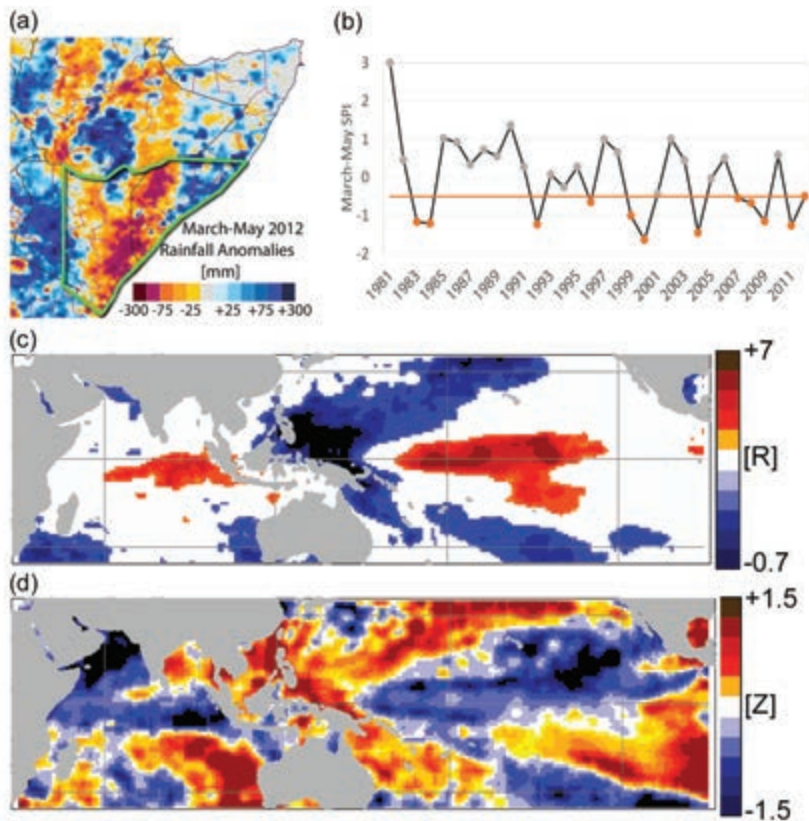 (a)
March-May 2012
Rainfall Anomalies
[mm]
-300 -75 -25 +25 +75 +300
(b)
March-May SPI
3
2
1
0
-1
-2
1981
1983
1985
1987
1989
1991
1993
1995
1997
1999
2001
2003
2005
2007
2009
2011
(c)
+7
[R]
-0.7
(d)
+1.5
[Z]
-1.5